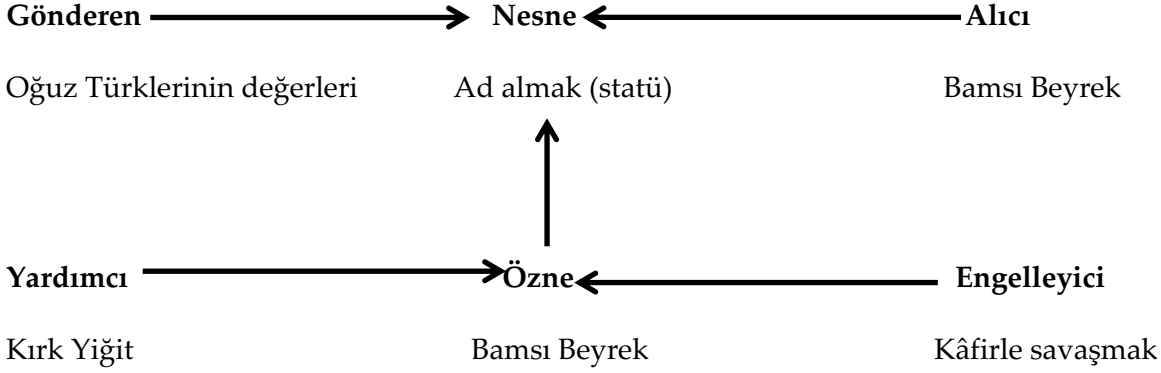 Gönderen Nesne Alıcı
Oğuz Türklerinin değerleri Ad almak (statü) Bamsı Beyrek
Yardımcı Özne Engelleyici
Kırk Yiğit Bamsı Beyrek Kâfirle savaşmak